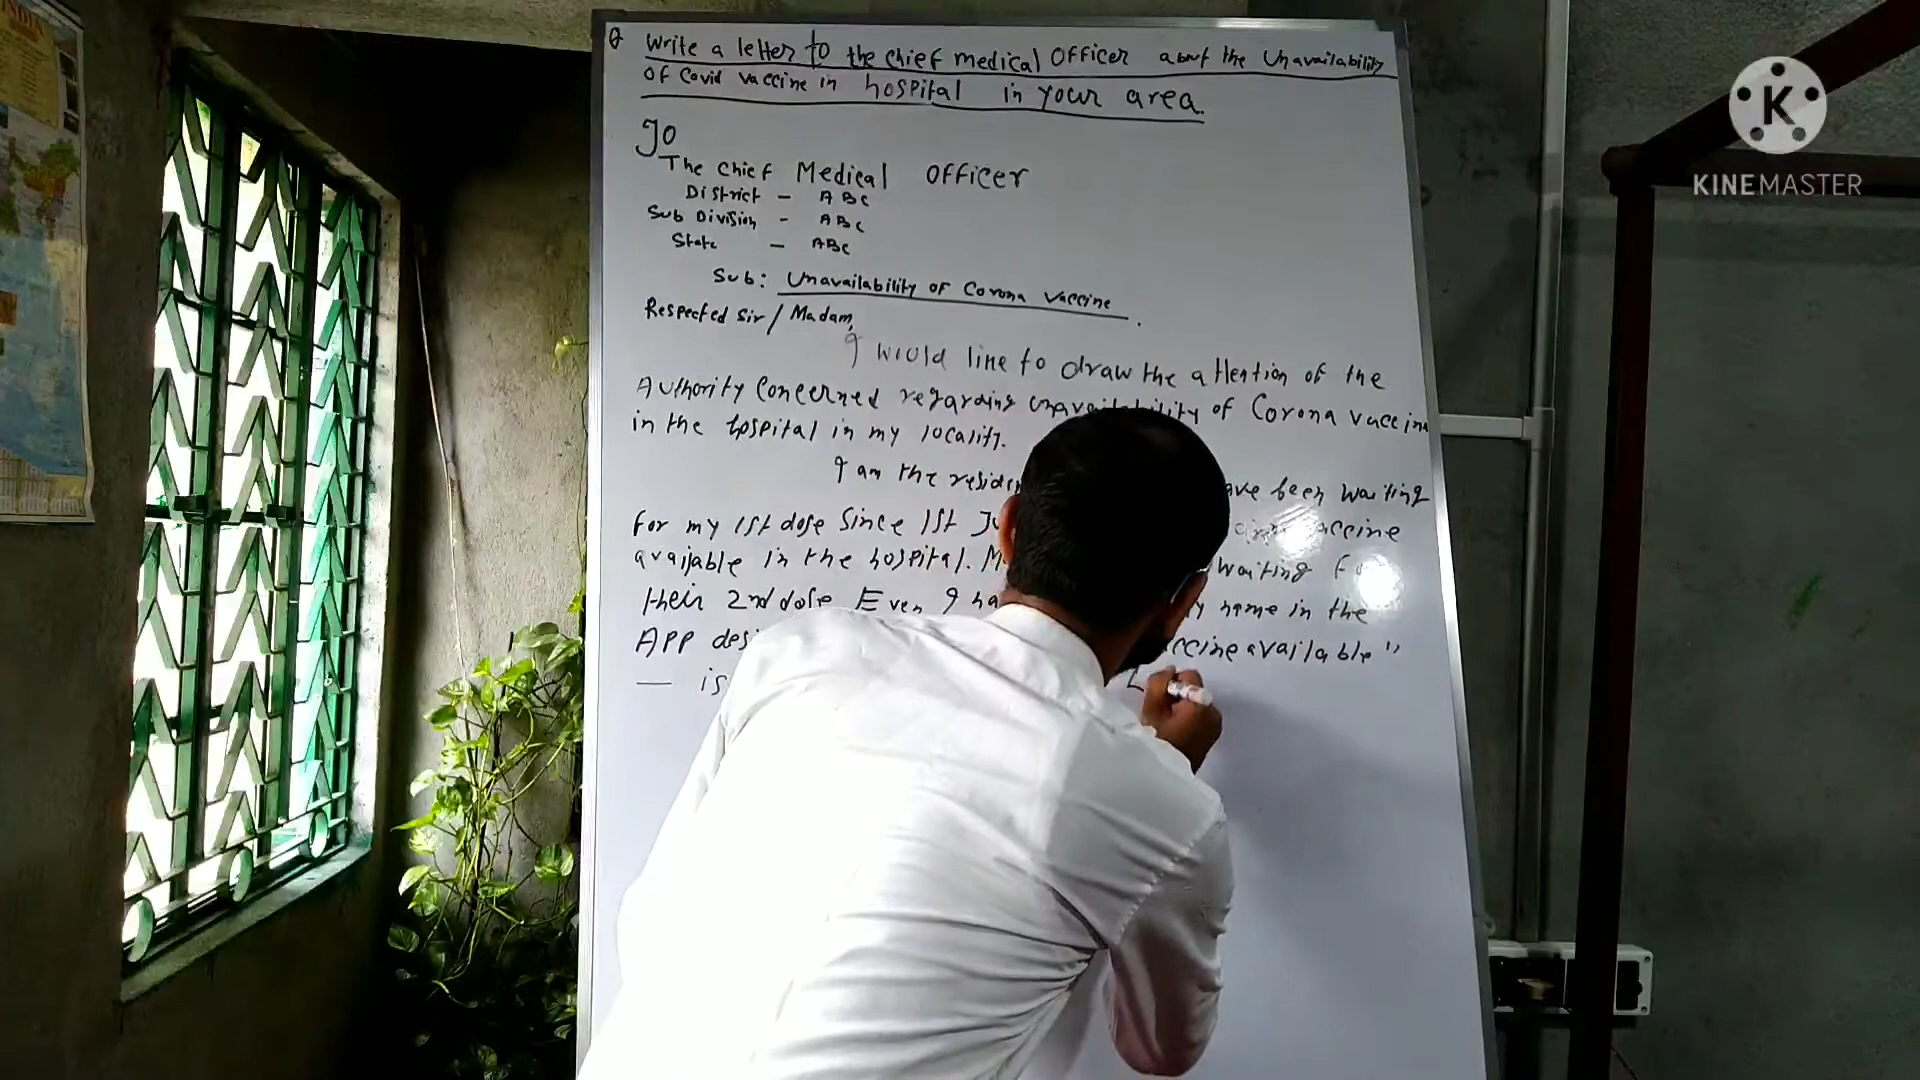 Q Write a letter to the chief medical Officer about the Unavailability
of Covid vaccine in hospital in your area.
To
The Chief Medical Officer
District - ABC
Sub Division - ABC
State - ABC
Sub: Unavailability of Corona Vaccine.
Respected Sir / Madam,
I would line to draw the attention of the
Authority Concerned regarding unavailability of Corona vaccine
in the hospital in my locality.
I am the been waiting
for my 1st dose Since 1st vaccine
available in the hospital. waiting
their 2nd dose Even I name in the
APP available"
— is
INDIA
K
KINEMASTER